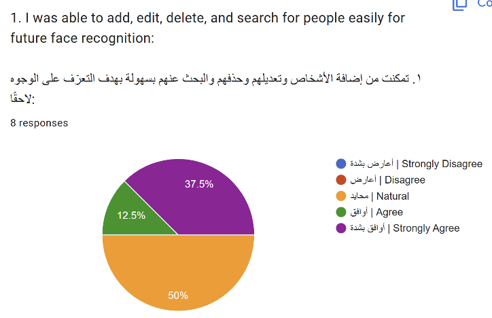 Co
1. I was able to add, edit, delete, and search for people easily for
future face recognition:
١. تمكنت من إضافة الأشخاص وتعديلهم وحذفهم والبحث عنهم بسهولة بهدف التعرّف على الوجوه
لاحقًا:
8 responses
37.5%
12.5%
50%
أعارض بشدة | Strongly Disagree
أعارض | Disagree
محايد | Natural
أوافق | Agree
أوافق بشدة | Strongly Agree